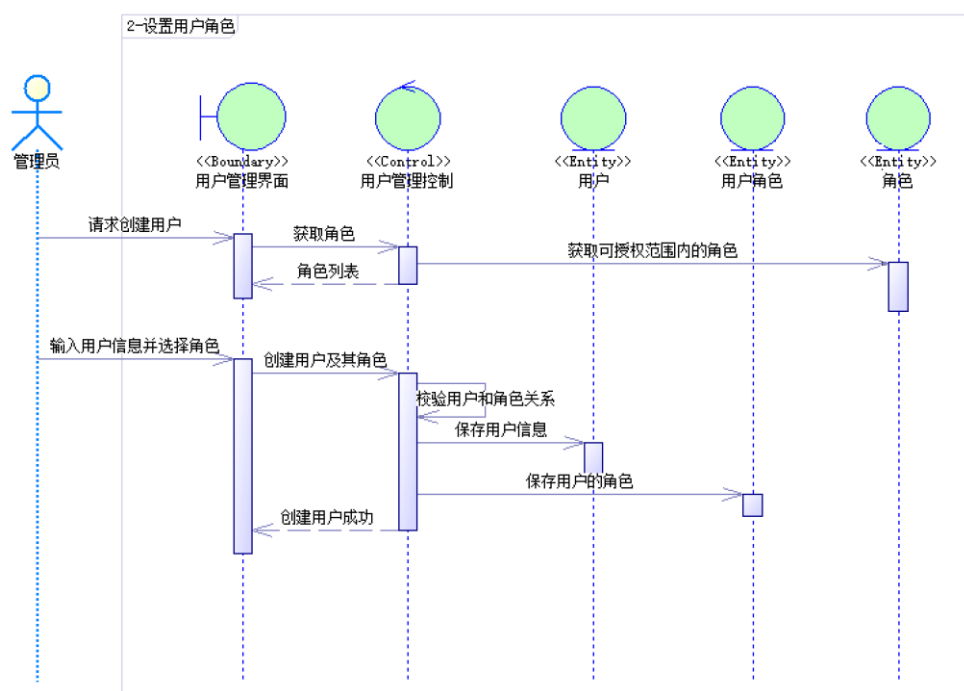 2-设置用户角色
管理员
<<Boundary>>
用户管理界面
<<Control>>
用户管理控制
<<Entity>>
用户
<<Entity>>
用户角色
<<Entity>>
角色
请求创建用户
获取角色
获取可授权范围内的角色
角色列表
输入用户信息并选择角色
创建用户及其角色
校验用户和角色关系
保存用户信息
保存用户的角色
创建用户成功